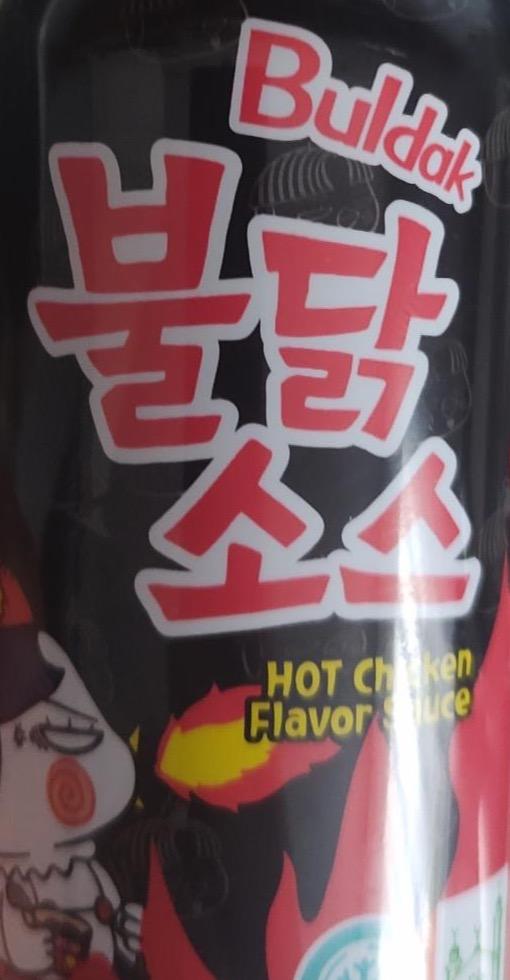 Buldak
불닭
소스
HOT Chicken
Flavor Sauce